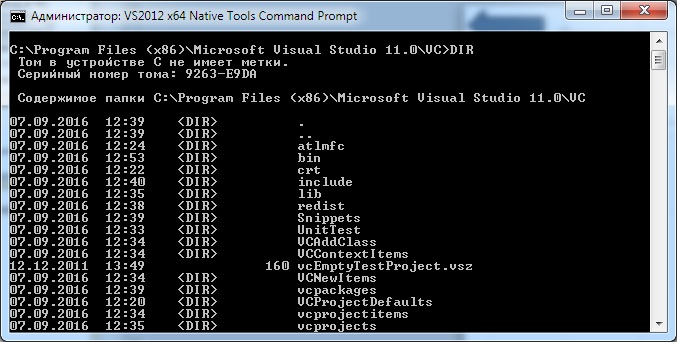 Администратор: VS2012 x64 Native Tools Command Prompt
C:\Program Files (x86)\Microsoft Visual Studio 11.0\VC>DIR
Том в устройстве C не имеет метки.
Серийный номер тома: 9263-E9DA
Содержимое папки C:\Program Files (x86)\Microsoft Visual Studio 11.0\VC
07.09.2016  12:39    <DIR>          .
07.09.2016  12:39    <DIR>          ..
07.09.2016  12:24    <DIR>          atlmfc
07.09.2016  12:53    <DIR>          bin
07.09.2016  12:22    <DIR>          crt
07.09.2016  12:40    <DIR>          include
07.09.2016  12:35    <DIR>          lib
07.09.2016  12:38    <DIR>          redist
07.09.2016  12:39    <DIR>          Snippets
07.09.2016  12:33    <DIR>          UnitTest
07.09.2016  12:34    <DIR>          VCAddClass
07.09.2016  12:34    <DIR>          VCContextItems
12.12.2011  13:49               160 vcEmptyTestProject.vsz
07.09.2016  12:34    <DIR>          VCNewItems
07.09.2016  12:39    <DIR>          vcpackages
07.09.2016  12:20    <DIR>          VCProjectDefaults
07.09.2016  12:34    <DIR>          vcprojectitems
07.09.2016  12:35    <DIR>          vcprojects